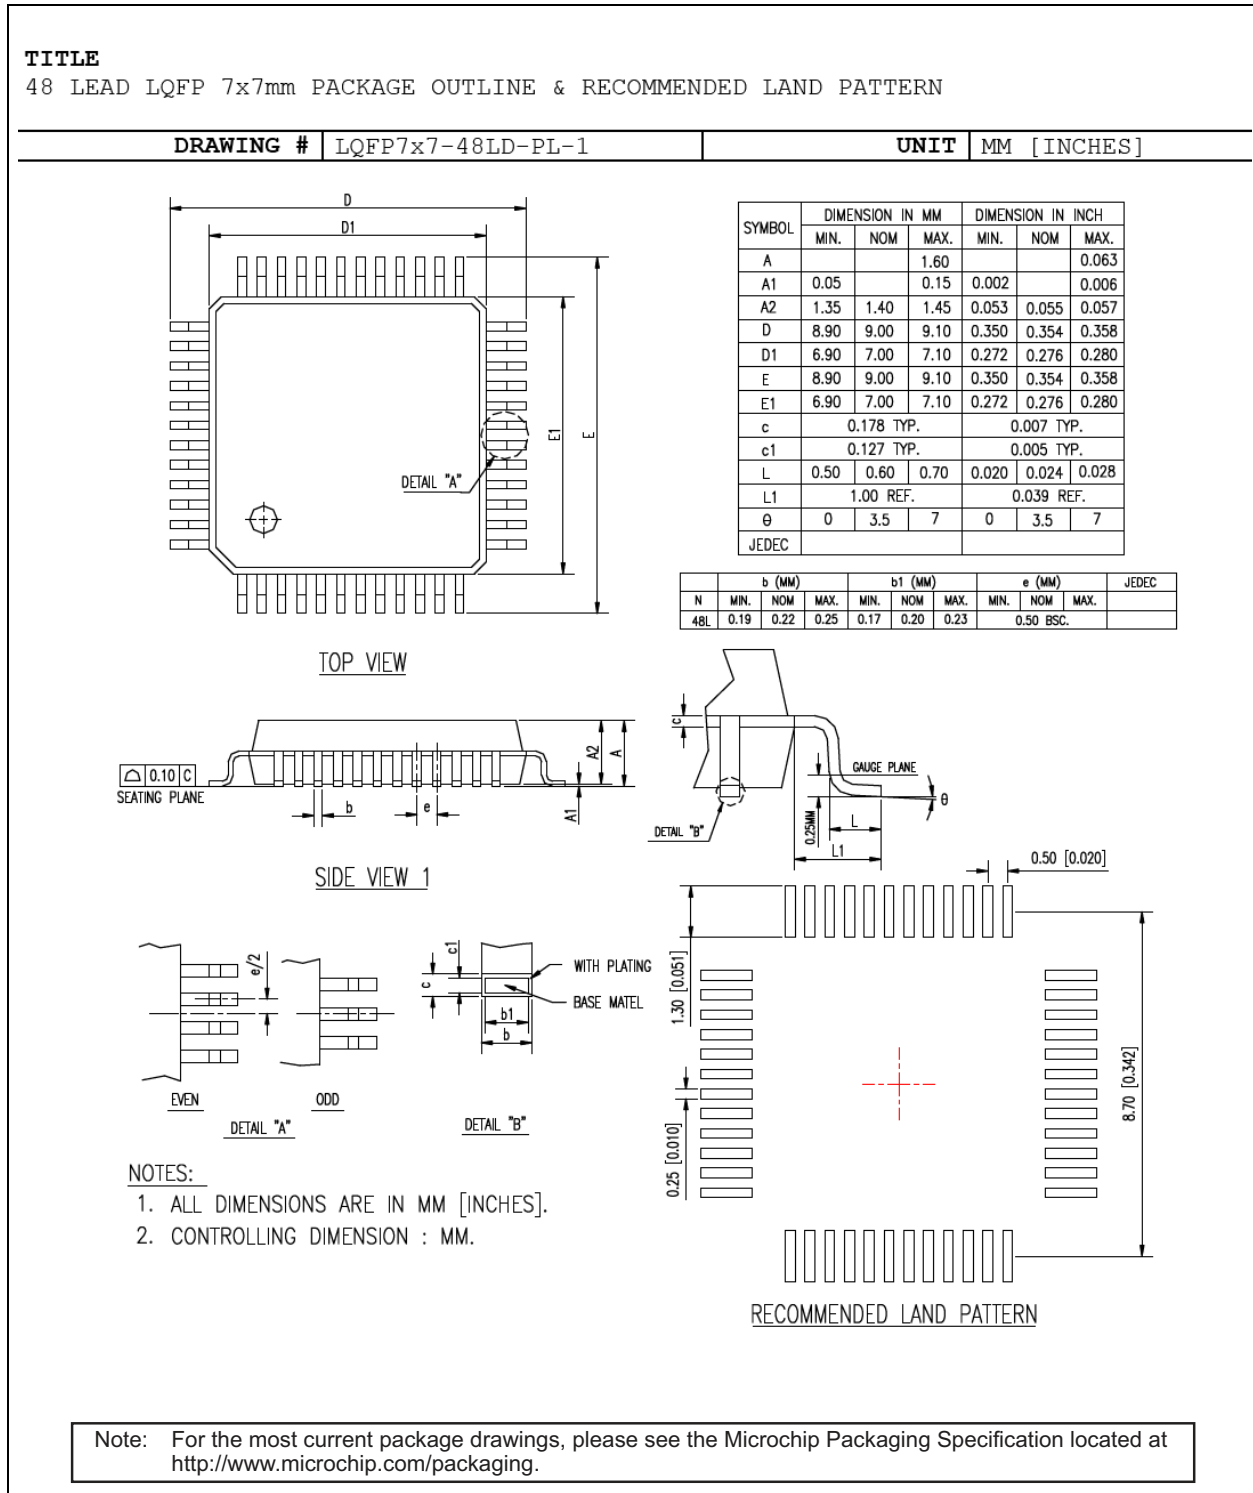 TITLE
48 LEAD LQFP 7x7mm PACKAGE OUTLINE & RECOMMENDED LAND PATTERN
DRAWING # LQFP7x7-48LD-PL-1 UNIT MM [INCHES]
D
D1
E1
E
DETAIL "A"
TOP VIEW
SYMBOL DIMENSION IN MM DIMENSION IN INCH
MIN. NOM MAX. MIN. NOM MAX.
A 1.60 0.063
A1 0.05 0.15 0.002 0.006
A2 1.35 1.40 1.45 0.053 0.055 0.057
D 8.90 9.00 9.10 0.350 0.354 0.358
D1 6.90 7.00 7.10 0.272 0.276 0.280
E 8.90 9.00 9.10 0.350 0.354 0.358
E1 6.90 7.00 7.10 0.272 0.276 0.280
c 0.178 TYP. 0.007 TYP.
c1 0.127 TYP. 0.005 TYP.
L 0.50 0.60 0.70 0.020 0.024 0.028
L1 1.00 REF. 0.039 REF.
θ 0 3.5 7 0 3.5 7
JEDEC
b (MM) b1 (MM) e (MM) JEDEC
N MIN. NOM MAX. MIN. NOM MAX. MIN. NOM MAX.
48L 0.19 0.22 0.25 0.17 0.20 0.23 0.50 BSC.
0.10 C
SEATING PLANE
b
e
A2
A
A1
SIDE VIEW 1
c
GAUGE PLANE
θ
DETAIL "B"
0.25MM
L
L1
e/2
EVEN
ODD
DETAIL "A"
c1
c
WITH PLATING
BASE MATEL
b1
b
DETAIL "B"
0.50 [0.020]
1.30 [0.051]
8.70 [0.342]
0.25 [0.010]
RECOMMENDED LAND PATTERN
NOTES:
1. ALL DIMENSIONS ARE IN MM [INCHES].
2. CONTROLLING DIMENSION : MM.
Note: For the most current package drawings, please see the Microchip Packaging Specification located at
http://www.microchip.com/packaging.